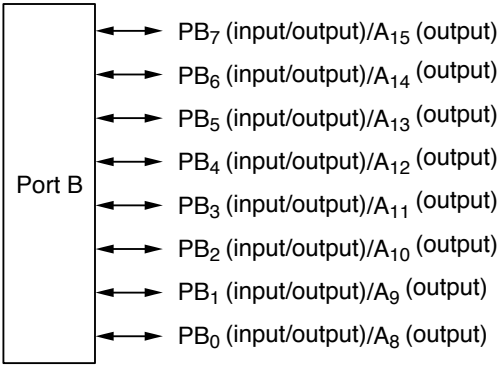 PB7 (input/output)/A15 (output)
PB6 (input/output)/A14 (output)
PB5 (input/output)/A13 (output)
PB4 (input/output)/A12 (output)
Port B
PB3 (input/output)/A11 (output)
PB2 (input/output)/A10 (output)
PB1 (input/output)/A9 (output)
PB0 (input/output)/A8 (output)